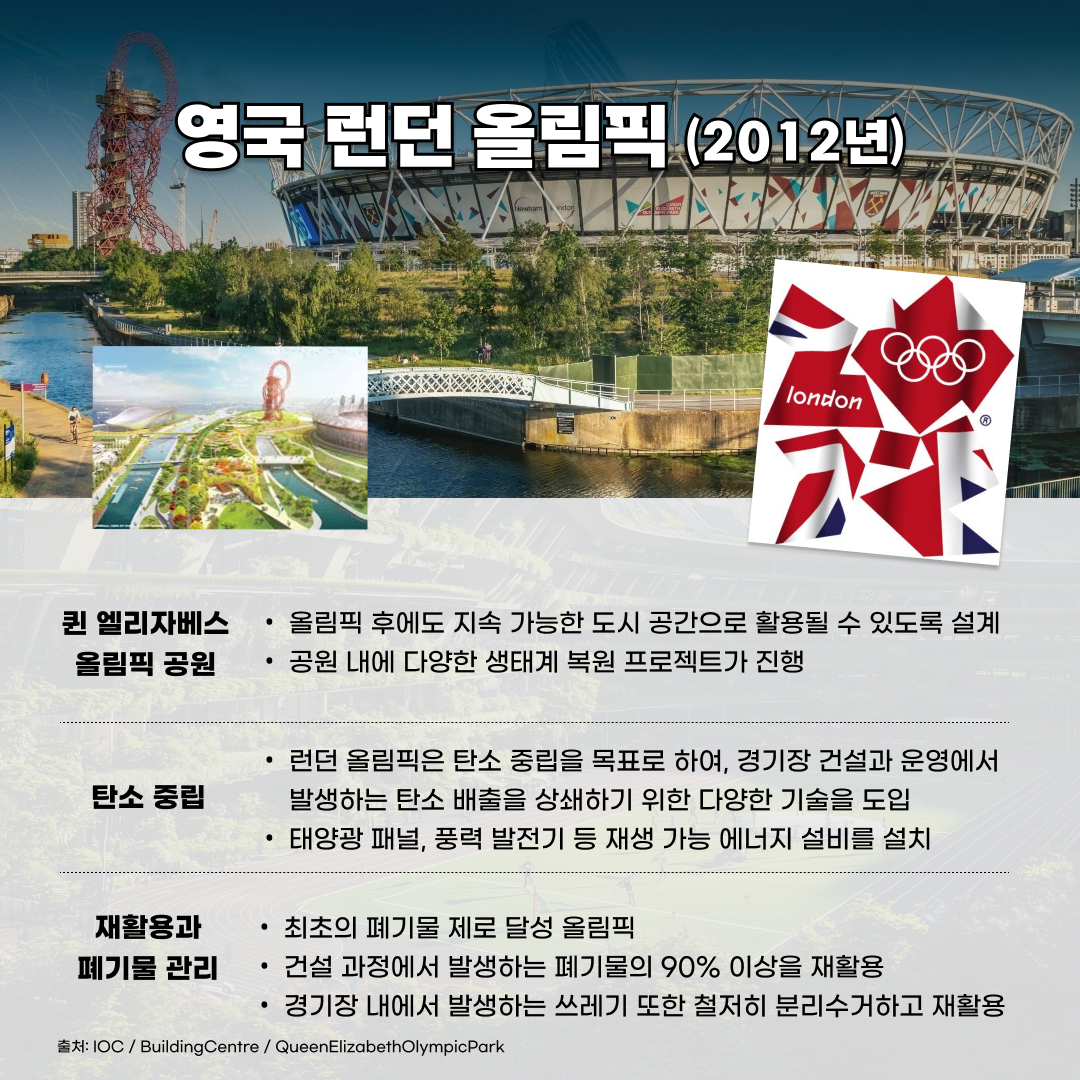 영국 런던 올림픽 (2012년)
Newham London
london
®
퀸 엘리자베스
올림픽 공원
• 올림픽 후에도 지속 가능한 도시 공간으로 활용될 수 있도록 설계
• 공원 내에 다양한 생태계 복원 프로젝트가 진행
탄소 중립
• 런던 올림픽은 탄소 중립을 목표로 하여, 경기장 건설과 운영에서
발생하는 탄소 배출을 상쇄하기 위한 다양한 기술을 도입
• 태양광 패널, 풍력 발전기 등 재생 가능 에너지 설비를 설치
재활용과
폐기물 관리
• 최초의 폐기물 제로 달성 올림픽
• 건설 과정에서 발생하는 폐기물의 90% 이상을 재활용
• 경기장 내에서 발생하는 쓰레기 또한 철저히 분리수거하고 재활용
출처: IOC / BuildingCentre / QueenElizabethOlympicPark